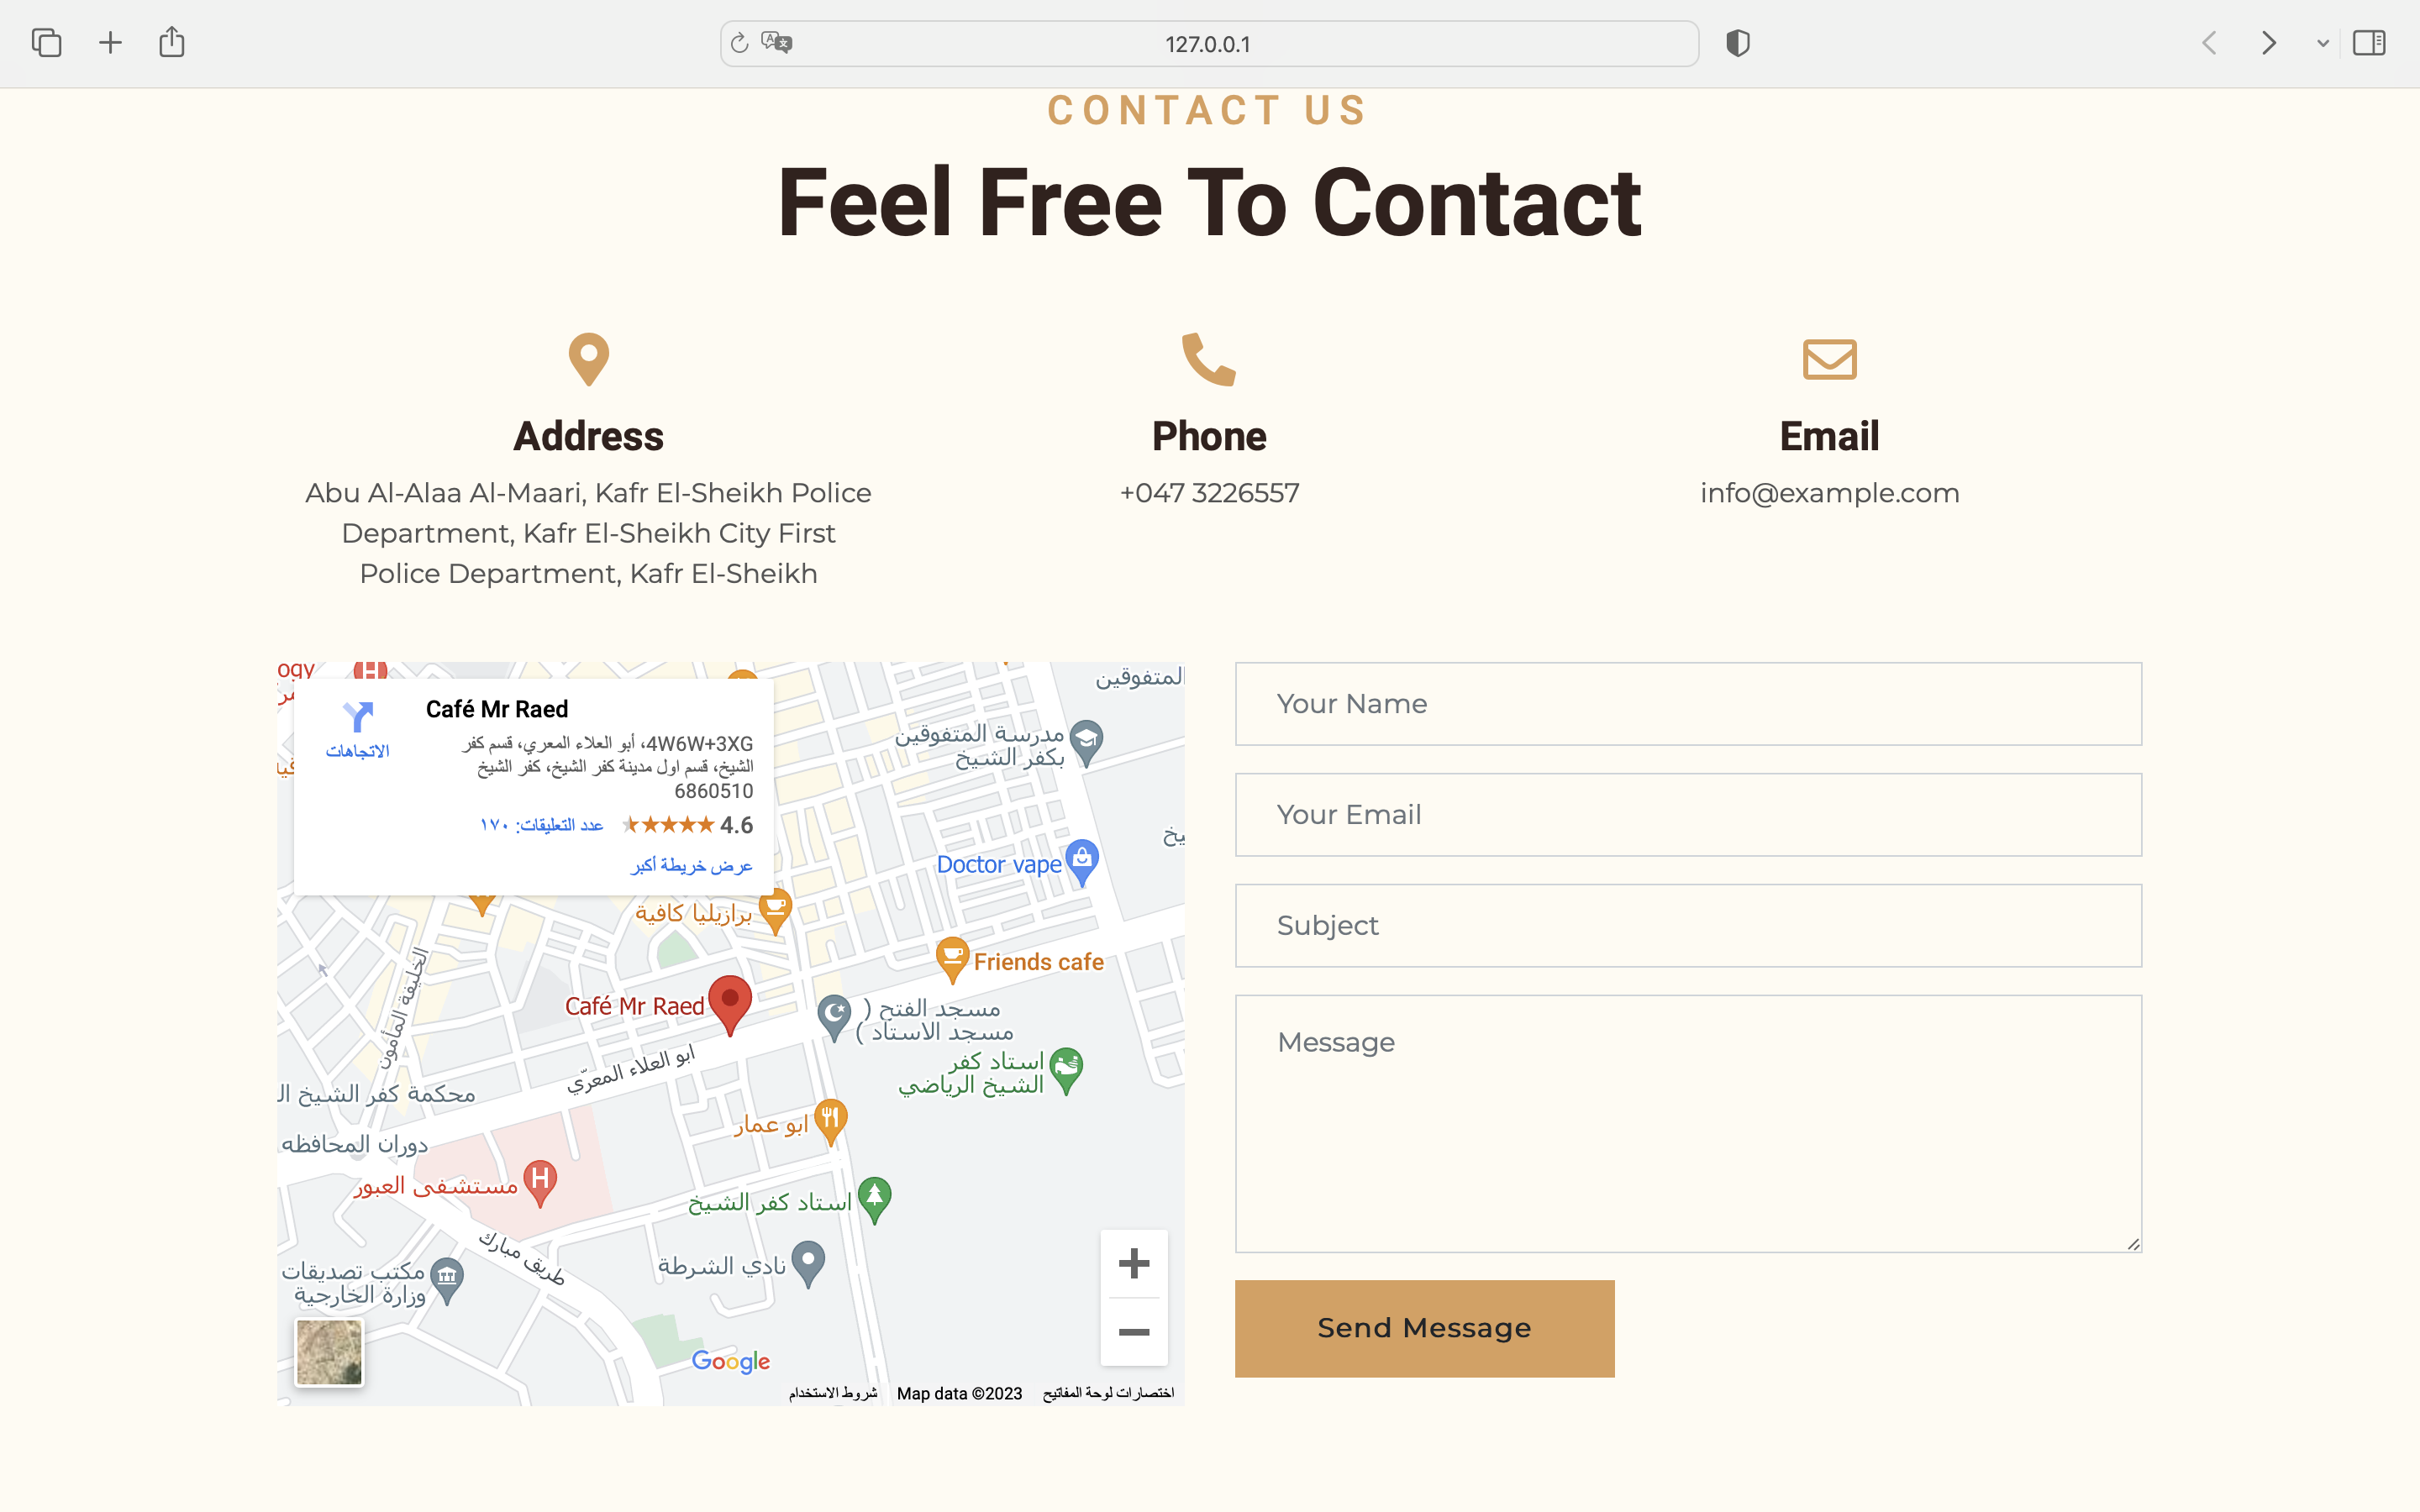 127.0.0.1
CONTACT US
Feel Free To Contact
Address
Abu Al-Alaa Al-Maari, Kafr El-Sheikh Police
Department, Kafr El-Sheikh City First
Police Department, Kafr El-Sheikh
Phone
+047 3226557
Email
info@example.com
ogy
Café Mr Raed
الاتجاهات
4W6W+3XG، أبو العلاء المعري، قسم كفر
الشيخ، قسم اول مدينة كفر الشيخ، كفر الشيخ
6860510
4.6
عدد التعليقات: ١٧٠
عرض خريطة أكبر
المتفوقين
مدرسة المتفوقين
بكفر الشيخ
Doctor vape
برازيليا كافية
Friends cafe
الخليفة المأمون
Café Mr Raed
مسجد الفتح (
مسجد الاستاد )
ابو العلاء المعرّي
استاد كفر
الشيخ الرياضي
محكمة كفر الشيخ ال
ابو عمار
دوران المحافظه
مستشفى العبور
H
استاد كفر الشيخ
طريق مبارك
نادي الشرطة
مكتب تصديقات
وزارة الخارجية
Google
شروط الاستخدام
Map data ©2023
اختصارات لوحة المفاتيح
Your Name
Your Email
Subject
Message
Send Message